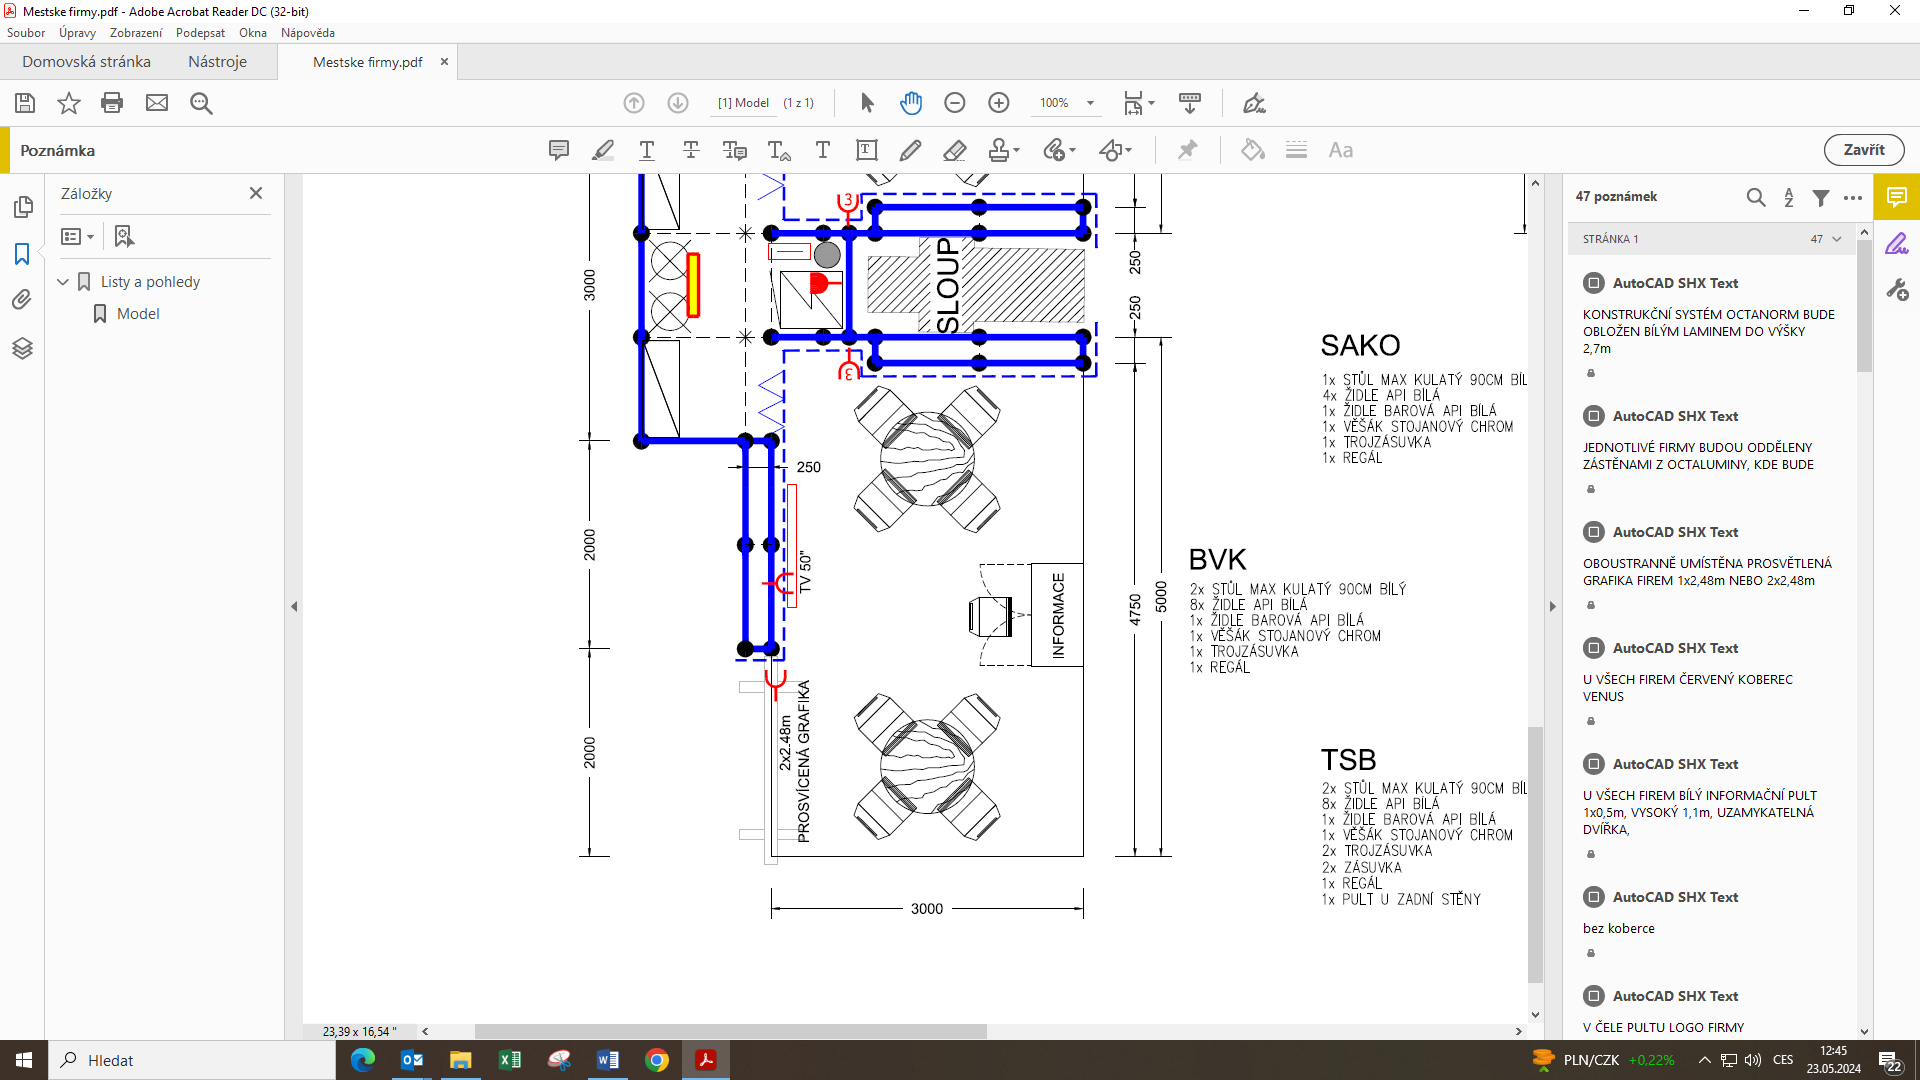 Mestske firmy.pdf - Adobe Acrobat Reader DC (32-bit)
Soubor Úpravy Zobrazení Podepsat Okna Nápověda
Domovská stránka Nástroje Mestske firmy.pdf
[1] Model (1 z 1) 100%
Poznámka Zavřít
Záložky
Listy a pohledy
Model
3000
2000
2000
3
3
SLOUP
250
250
250
TV 50"
INFORMACE
4750
5000
2x2.48m
PROSVÍCENÁ GRAFIKA
3000
SAKO
1x STŮL MAX KULATÝ 90CM BÍL
4x ŽIDLE API BÍLÁ
1x ŽIDLE BAROVÁ API BÍLÁ
1x VĚŠÁK STOJANOVÝ CHROM
1x TROJZÁSUVKA
1x REGÁL
BVK
2x STŮL MAX KULATÝ 90CM BÍLÝ
8x ŽIDLE API BÍLÁ
1x ŽIDLE BAROVÁ API BÍLÁ
1x VĚŠÁK STOJANOVÝ CHROM
1x TROJZÁSUVKA
1x REGÁL
TSB
2x STŮL MAX KULATÝ 90CM BÍL
8x ŽIDLE API BÍLÁ
1x ŽIDLE BAROVÁ API BÍLÁ
1x VĚŠÁK STOJANOVÝ CHROM
2x TROJZÁSUVKA
2x ZÁSUVKA
1x REGÁL
1x PULT U ZADNÍ STĚNY
23,39 x 16,54 "
47 poznámek
STRÁNKA 1 47
AutoCAD SHX Text
KONSTRUKČNÍ SYSTÉM OCTANORM BUDE
OBLOŽEN BÍLÝM LAMINEM DO VÝŠKY
2,7m
AutoCAD SHX Text
JEDNOTLIVÉ FIRMY BUDOU ODDĚLENY
ZÁSTĚNAMI Z OCTALUMINY, KDE BUDE
AutoCAD SHX Text
OBOUSTRANNĚ UMÍSTĚNA PROSVĚTLENÁ
GRAFIKA FIREM 1x2,48m NEBO 2x2,48m
AutoCAD SHX Text
U VŠECH FIREM ČERVENÝ KOBEREC
VENUS
AutoCAD SHX Text
U VŠECH FIREM BÍLÝ INFORMAČNÍ PULT
1x0,5m, VYSOKÝ 1,1m, UZAMYKATELNÁ
DVÍŘKA,
AutoCAD SHX Text
bez koberce
AutoCAD SHX Text
V ČELE PULTU LOGO FIRMY
Hledat
PLN/CZK +0,22% CES 12:45
23.05.2024
22